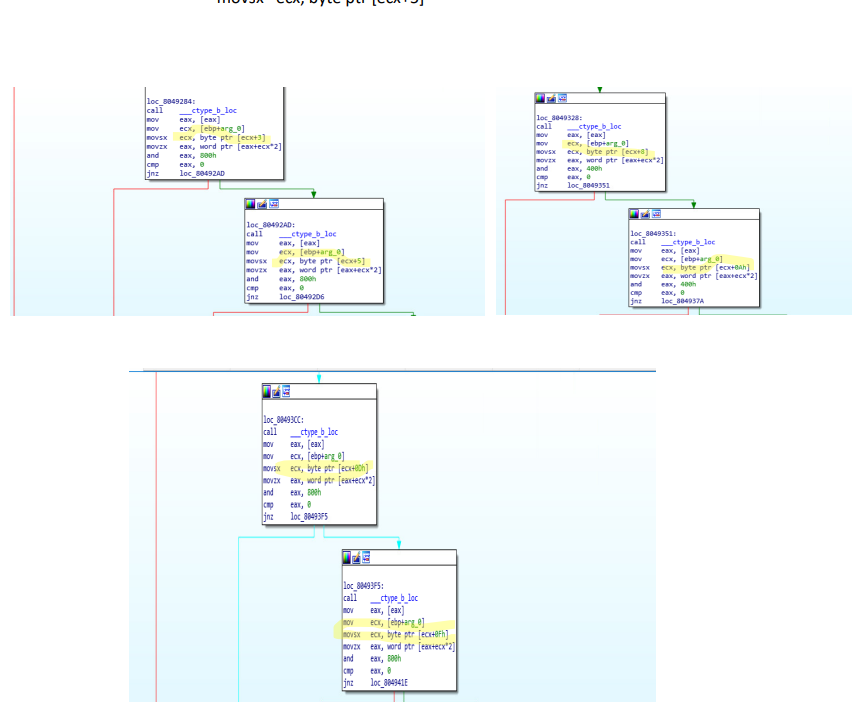 movsx ecx, byte ptr [ecx+3]
loc_8049284:
call ___ctype_b_loc
mov eax, [eax]
mov ecx, [ebp+arg_0]
movsx ecx, byte ptr [ecx+3]
movzx eax, word ptr [eax+ecx*2]
and eax, 800h
cmp eax, 0
jnz loc_80492AD
loc_80492AD:
call ___ctype_b_loc
mov eax, [eax]
mov ecx, [ebp+arg_0]
movsx ecx, byte ptr [ecx+5]
movzx eax, word ptr [eax+ecx*2]
and eax, 800h
cmp eax, 0
jnz loc_80492D6
loc_8049328:
call ___ctype_b_loc
mov eax, [eax]
mov ecx, [ebp+arg_0]
movsx ecx, byte ptr [ecx+8]
movzx eax, word ptr [eax+ecx*2]
and eax, 400h
cmp eax, 0
jnz loc_8049351
loc_8049351:
call ___ctype_b_loc
mov eax, [eax]
mov ecx, [ebp+arg_0]
movsx ecx, byte ptr [ecx+0Ah]
movzx eax, word ptr [eax+ecx*2]
and eax, 400h
cmp eax, 0
jnz loc_804937A
loc_80493CC:
call ___ctype_b_loc
mov eax, [eax]
mov ecx, [ebp+arg_0]
movsx ecx, byte ptr [ecx+0Dh]
movzx eax, word ptr [eax+ecx*2]
and eax, 800h
cmp eax, 0
jnz loc_80493F5
loc_80493F5:
call ___ctype_b_loc
mov eax, [eax]
mov ecx, [ebp+arg_0]
movsx ecx, byte ptr [ecx+0Fh]
movzx eax, word ptr [eax+ecx*2]
and eax, 800h
cmp eax, 0
jnz loc_804941E